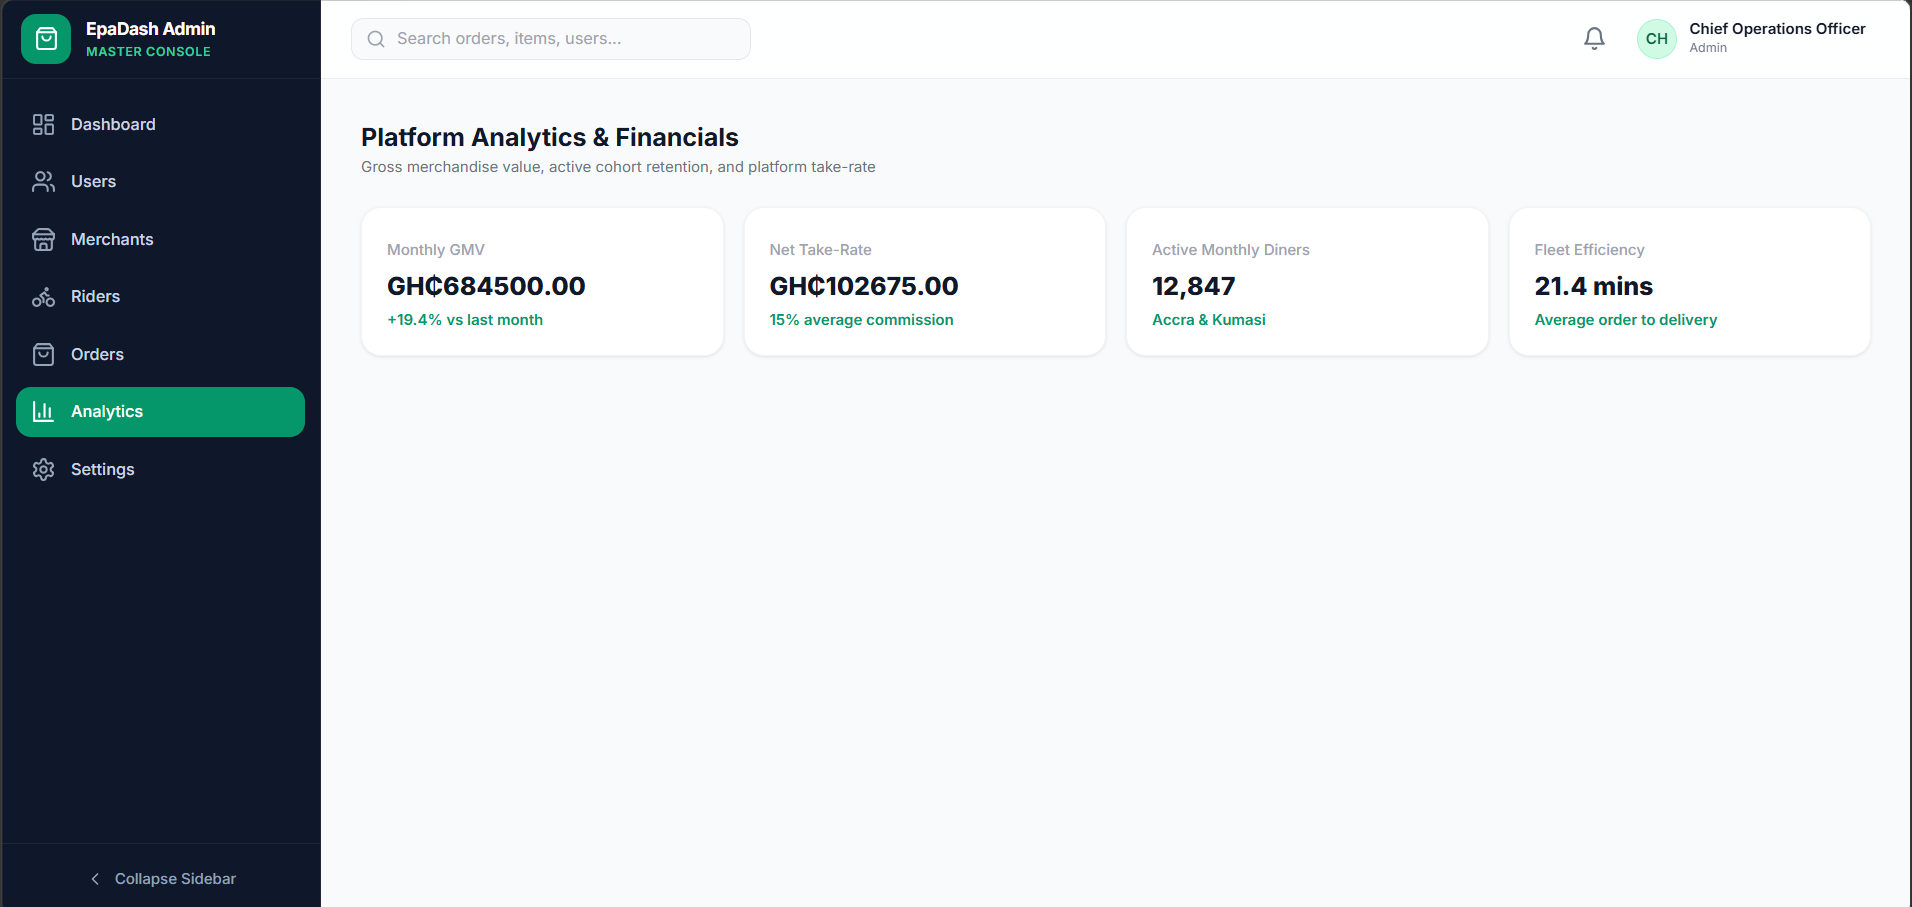 EpaDash Admin
MASTER CONSOLE
Search orders, items, users...
CH
Chief Operations Officer
Admin
Dashboard
Users
Merchants
Riders
Orders
Analytics
Settings
Collapse Sidebar
Platform Analytics & Financials
Gross merchandise value, active cohort retention, and platform take-rate
Monthly GMV
GH₵684500.00
+19.4% vs last month
Net Take-Rate
GH₵102675.00
15% average commission
Active Monthly Diners
12,847
Accra & Kumasi
Fleet Efficiency
21.4 mins
Average order to delivery